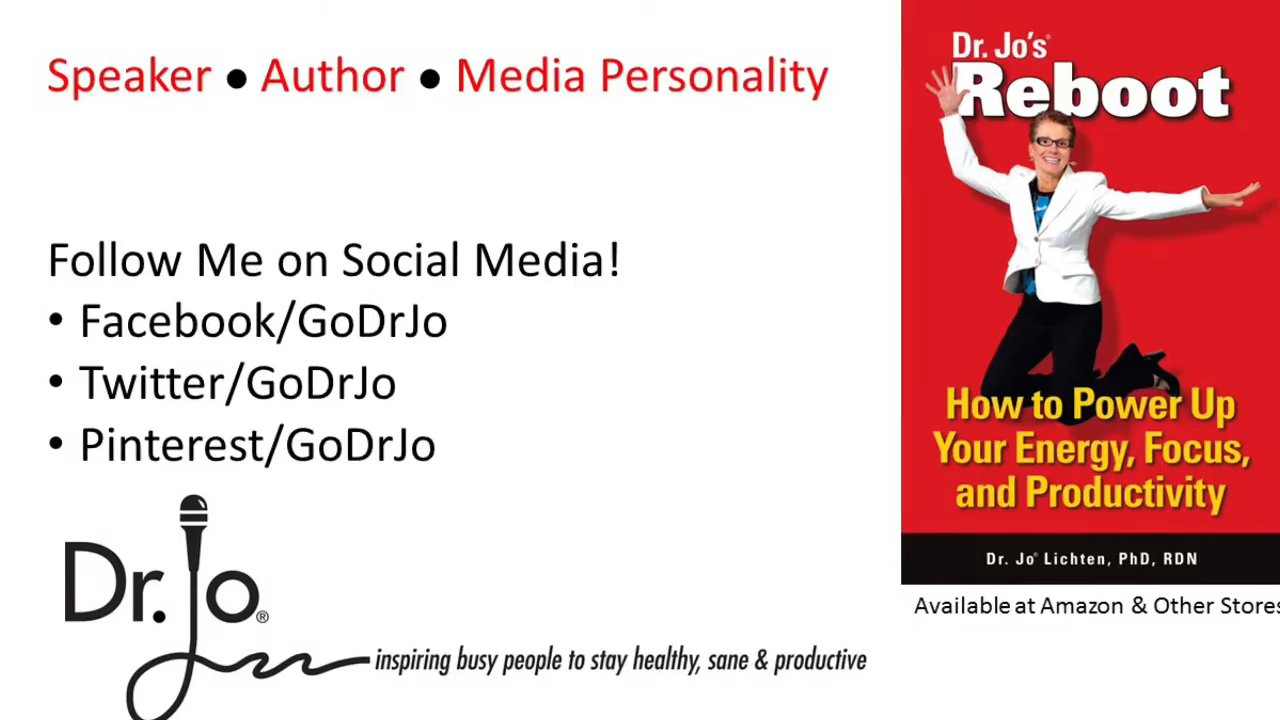 Speaker ● Author ● Media Personality
Follow Me on Social Media!
• Facebook/GoDrJo
• Twitter/GoDrJo
• Pinterest/GoDrJo
Dr. Jo®
inspiring busy people to stay healthy, sane & productive
Dr. Jo's®
Reboot
How to Power Up
Your Energy, Focus,
and Productivity
Dr. Jo® Lichten, PhD, RDN
Available at Amazon & Other Stores